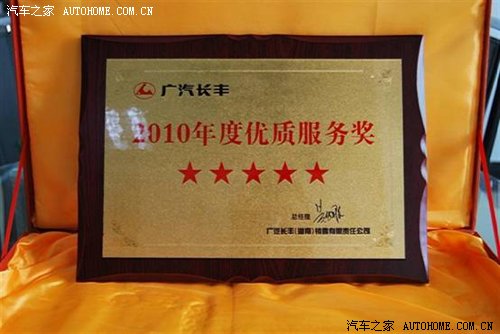 汽车之家 AUTOHOME.COM.CN
广汽长丰
2010年度优质服务奖
★★★★★
总经理
广汽长丰(湖南)销售有限责任公司
汽车之家 AUTOHOME.COM.CN